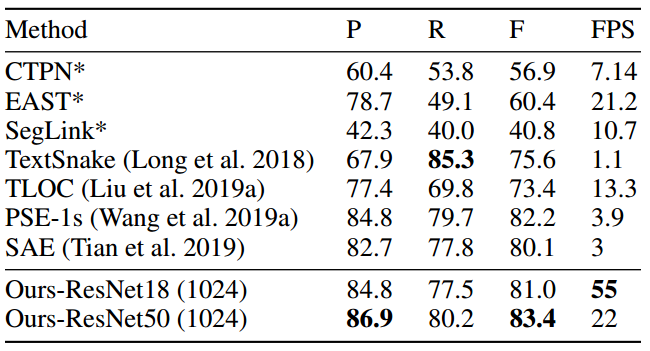 Method P R F FPS
CTPN* 60.4 53.8 56.9 7.14
EAST* 78.7 49.1 60.4 21.2
SegLink* 42.3 40.0 40.8 10.7
TextSnake (Long et al. 2018) 67.9 85.3 75.6 1.1
TLOC (Liu et al. 2019a) 77.4 69.8 73.4 13.3
PSE-1s (Wang et al. 2019a) 84.8 79.7 82.2 3.9
SAE (Tian et al. 2019) 82.7 77.8 80.1 3
Ours-ResNet18 (1024) 84.8 77.5 81.0 55
Ours-ResNet50 (1024) 86.9 80.2 83.4 22